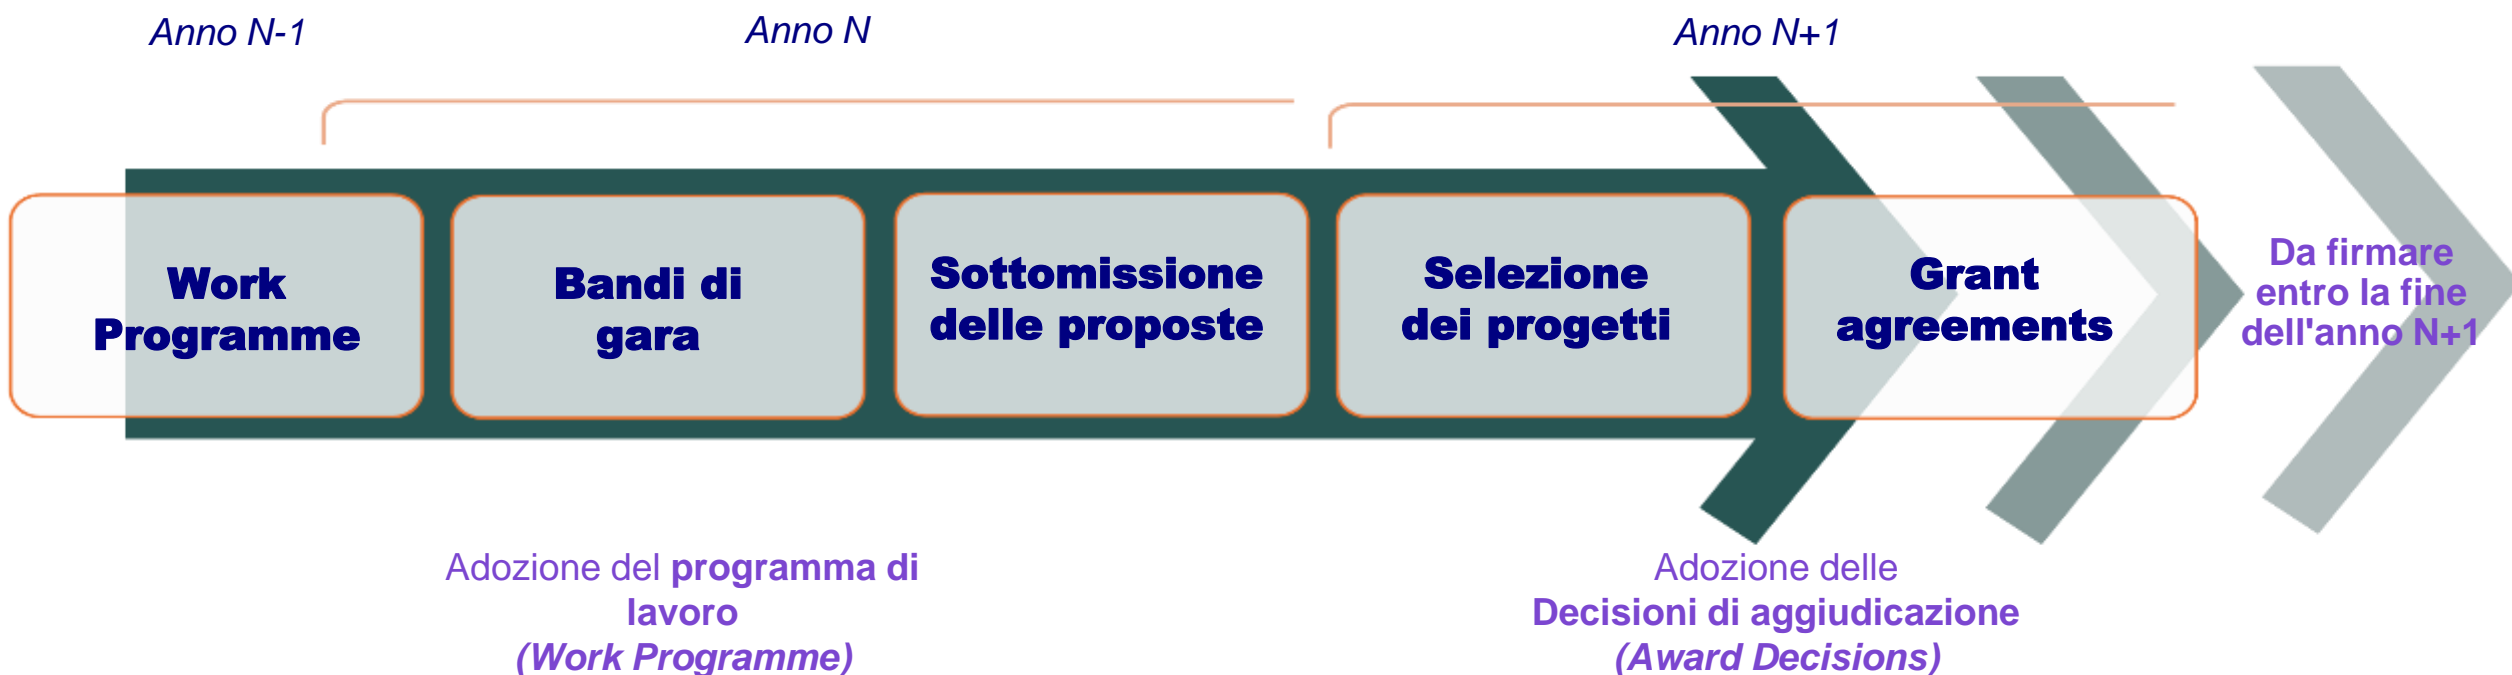 Anno N-1
Anno N
Anno N+1
Work
Programme
Bandi di
gara
Sottomissione
delle proposte
Selezione
dei progetti
Grant
agreements
Da firmare
entro la fine
dell'anno N+1
Adozione del programma di
lavoro
(Work Programme)
Adozione delle
Decisioni di aggiudicazione
(Award Decisions)